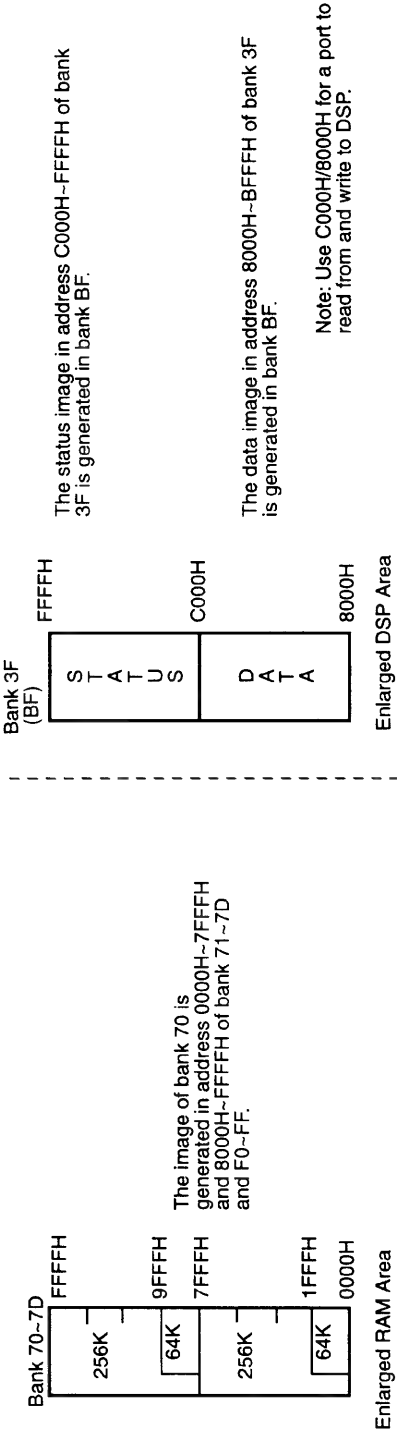 Bank 70~7D
FFFFH
256K
9FFFH
64K
7FFFH
256K
1FFFH
64K
0000H
The image of bank 70 is
generated in address 0000H~7FFFH
and 8000H~FFFFH of bank 71~7D
and F0~FF.
Enlarged RAM Area
Bank 3F
(BF)
FFFFH
STATUS
C000H
DATA
8000H
Enlarged DSP Area
The status image in address C000H~FFFFH of bank
3F is generated in bank BF.
The data image in address 8000H~BFFFH of bank 3F
is generated in bank BF.
Note: Use C000H/8000H for a port to
read from and write to DSP.